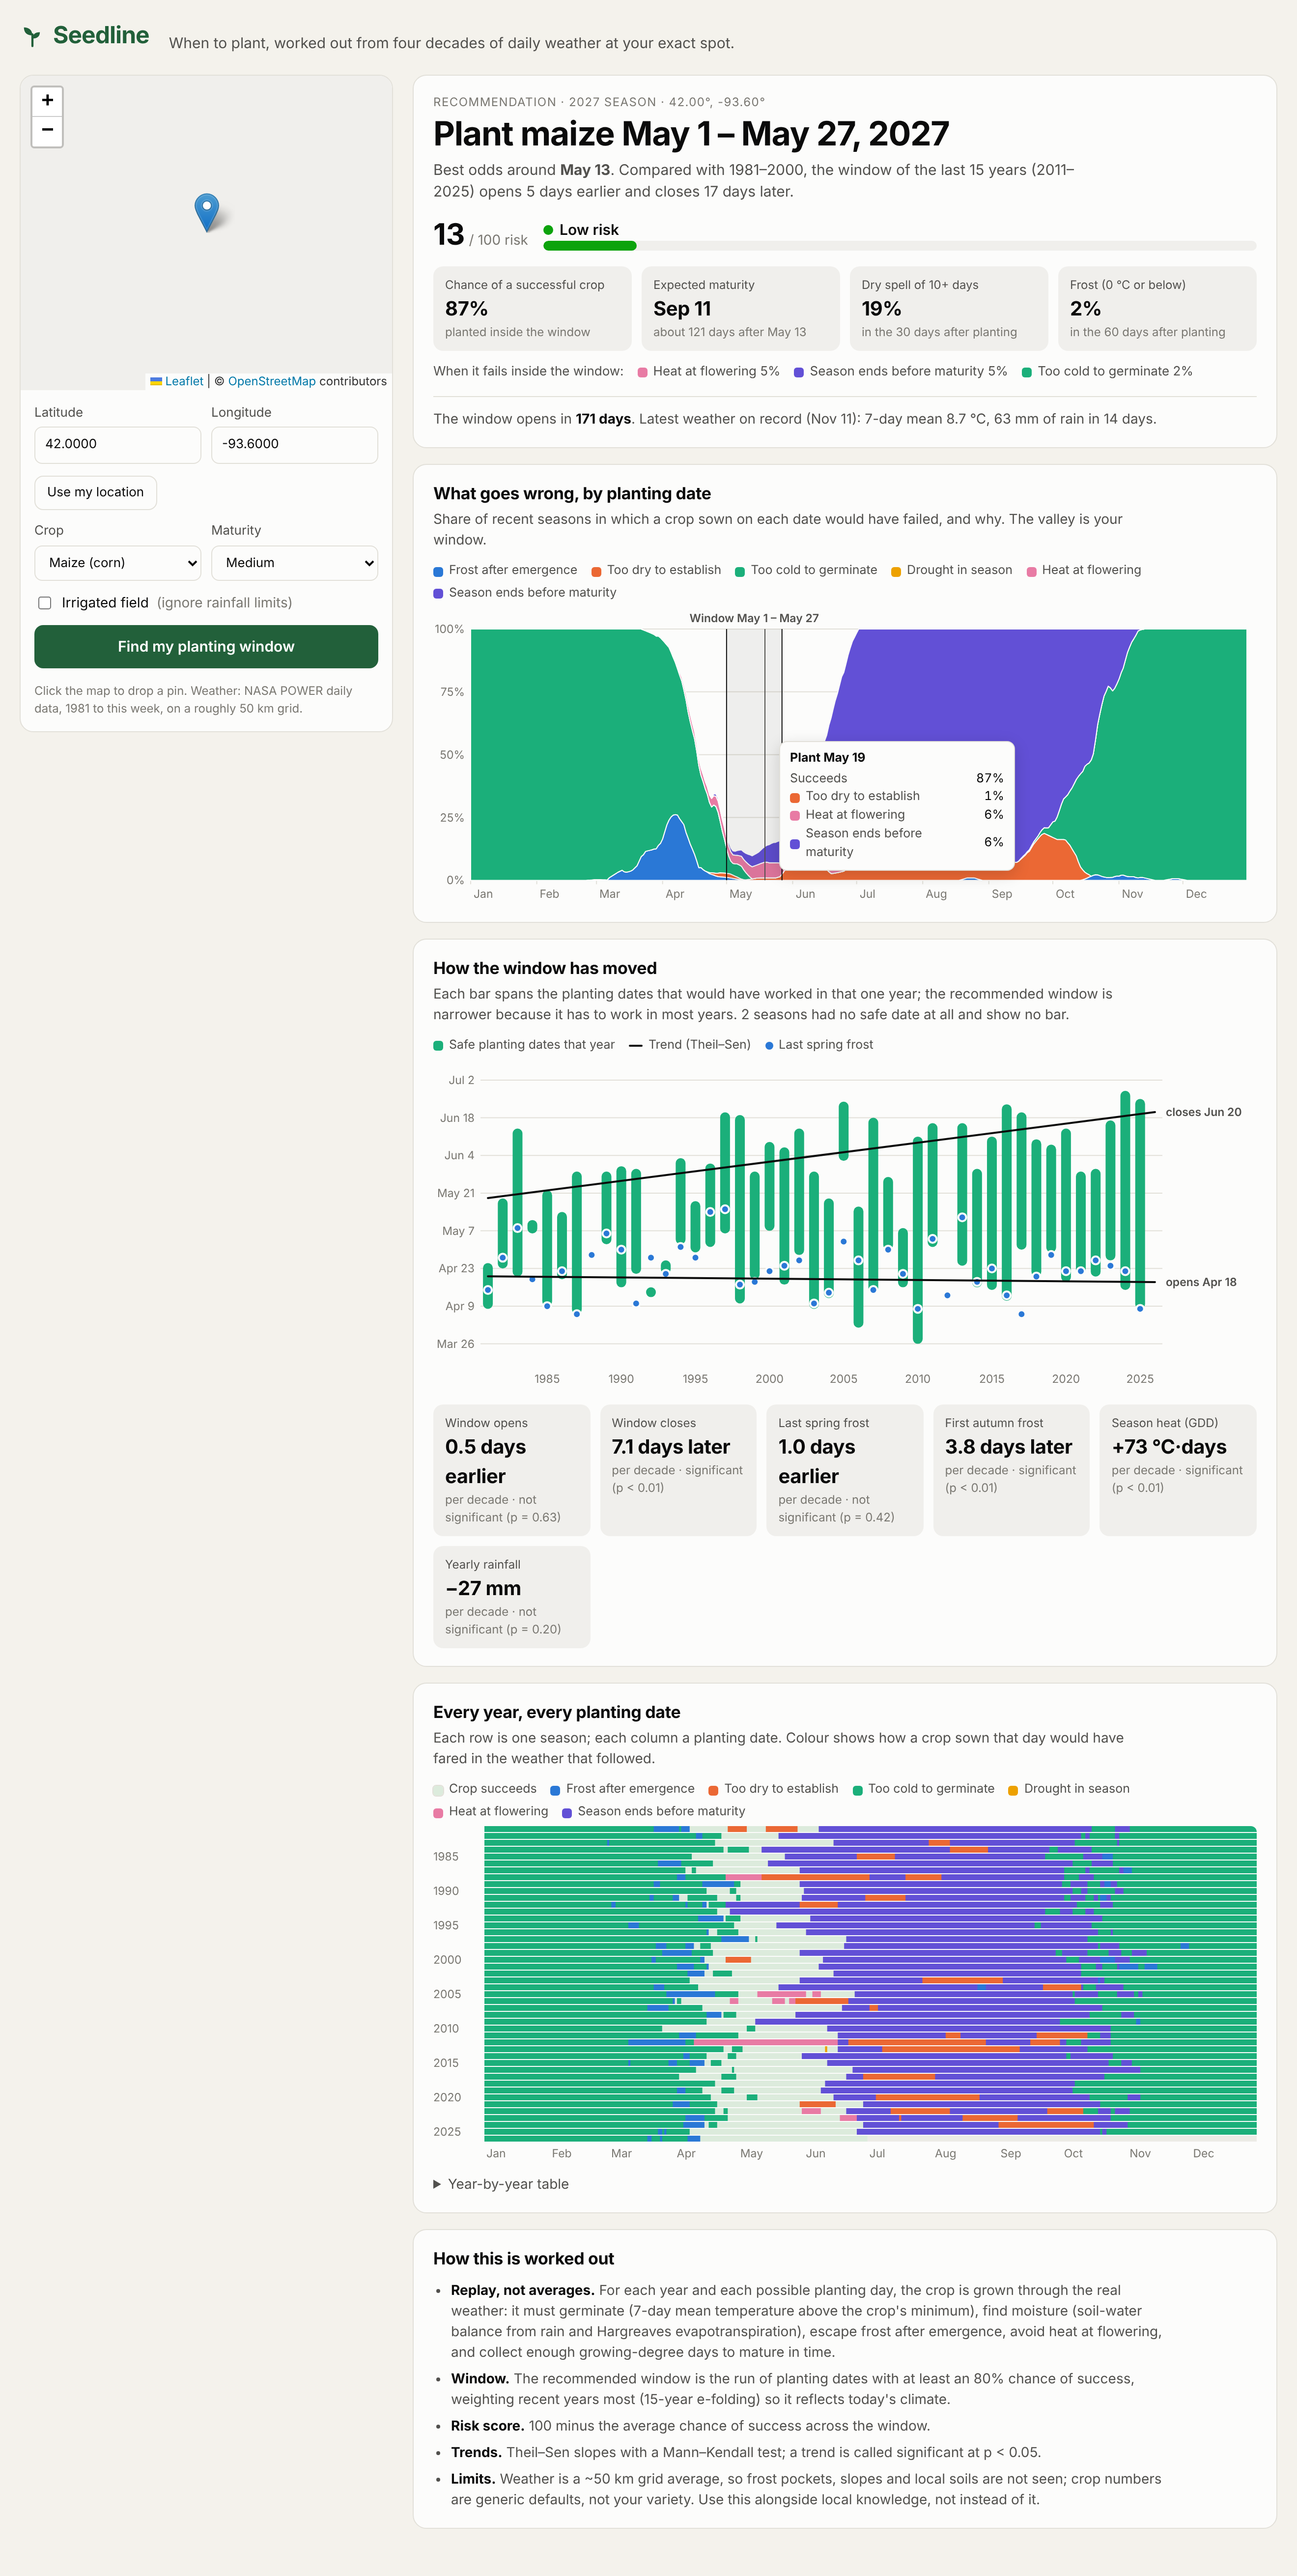 Seedline
When to plant, worked out from four decades of daily weather at your exact spot.
+
−
Leaflet | © OpenStreetMap contributors
Latitude
Longitude
42.0000
-93.6000
Use my location
Crop
Maturity
Maize (corn)
Medium
Irrigated field (ignore rainfall limits)
Find my planting window
Click the map to drop a pin. Weather: NASA POWER daily
data, 1981 to this week, on a roughly 50 km grid.
RECOMMENDATION · 2027 SEASON · 42.00°, -93.60°
Plant maize May 1 – May 27, 2027
Best odds around May 13. Compared with 1981–2000, the window of the last 15 years (2011–
2025) opens 5 days earlier and closes 17 days later.
13 / 100 risk
Low risk
Chance of a successful crop
87%
planted inside the window
Expected maturity
Sep 11
about 121 days after May 13
Dry spell of 10+ days
19%
in the 30 days after planting
Frost (0 °C or below)
2%
in the 60 days after planting
When it fails inside the window: Heat at flowering 5% Season ends before maturity 5% Too cold to germinate 2%
The window opens in 171 days. Latest weather on record (Nov 11): 7-day mean 8.7 °C, 63 mm of rain in 14 days.
What goes wrong, by planting date
Share of recent seasons in which a crop sown on each date would have failed, and why. The valley is your
window.
Frost after emergence Too dry to establish Too cold to germinate Drought in season Heat at flowering
Season ends before maturity
Window May 1 – May 27
100%
75%
50%
25%
0%
Plant May 19
Succeeds 87%
Too dry to establish 1%
Heat at flowering 6%
Season ends before
maturity 6%
Jan Feb Mar Apr May Jun Jul Aug Sep Oct Nov Dec
How the window has moved
Each bar spans the planting dates that would have worked in that one year; the recommended window is
narrower because it has to work in most years. 2 seasons had no safe date at all and show no bar.
Safe planting dates that year Trend (Theil–Sen) Last spring frost
Jul 2
Jun 18
closes Jun 20
Jun 4
May 21
May 7
Apr 23
opens Apr 18
Apr 9
Mar 26
1985 1990 1995 2000 2005 2010 2015 2020 2025
Window opens
0.5 days
earlier
per decade · not
significant (p = 0.63)
Window closes
7.1 days later
per decade · significant
(p < 0.01)
Last spring frost
1.0 days
earlier
per decade · not
significant (p = 0.42)
First autumn frost
3.8 days later
per decade · significant
(p < 0.01)
Season heat (GDD)
+73 °C·days
per decade · significant
(p < 0.01)
Yearly rainfall
−27 mm
per decade · not
significant (p = 0.20)
Every year, every planting date
Each row is one season; each column a planting date. Colour shows how a crop sown that day would have
fared in the weather that followed.
Crop succeeds Frost after emergence Too dry to establish Too cold to germinate Drought in season
Heat at flowering Season ends before maturity
1985
1990
1995
2000
2005
2010
2015
2020
2025
Jan Feb Mar Apr May Jun Jul Aug Sep Oct Nov Dec
Year-by-year table
How this is worked out
• Replay, not averages. For each year and each possible planting day, the crop is grown through the real
weather: it must germinate (7-day mean temperature above the crop's minimum), find moisture (soil-water
balance from rain and Hargreaves evapotranspiration), escape frost after emergence, avoid heat at flowering,
and collect enough growing-degree days to mature in time.
• Window. The recommended window is the run of planting dates with at least an 80% chance of success,
weighting recent years most (15-year e-folding) so it reflects today's climate.
• Risk score. 100 minus the average chance of success across the window.
• Trends. Theil–Sen slopes with a Mann–Kendall test; a trend is called significant at p < 0.05.
• Limits. Weather is a ~50 km grid average, so frost pockets, slopes and local soils are not seen; crop numbers
are generic defaults, not your variety. Use this alongside local knowledge, not instead of it.